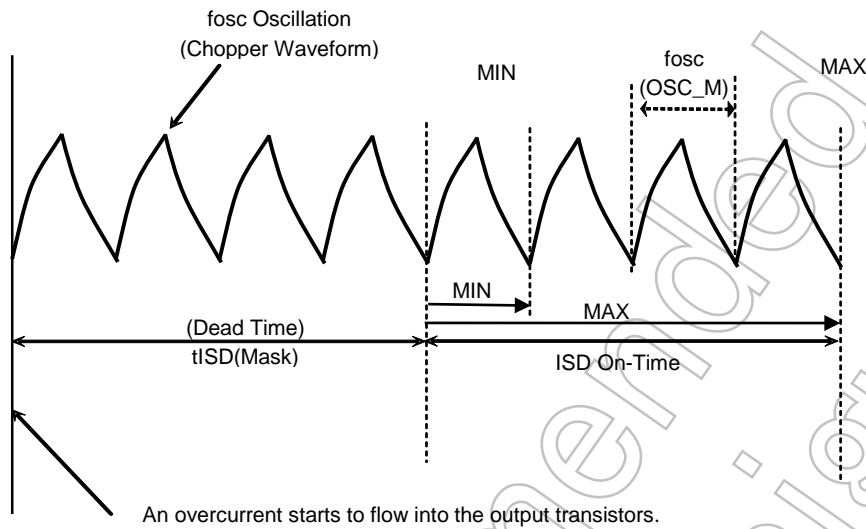 fosc Oscillation
(Chopper Waveform)
MIN
fosc
(OSC_M)
MAX
MIN
MAX
(Dead Time)
tISD(Mask)
ISD On-Time
An overcurrent starts to flow into the output transistors.